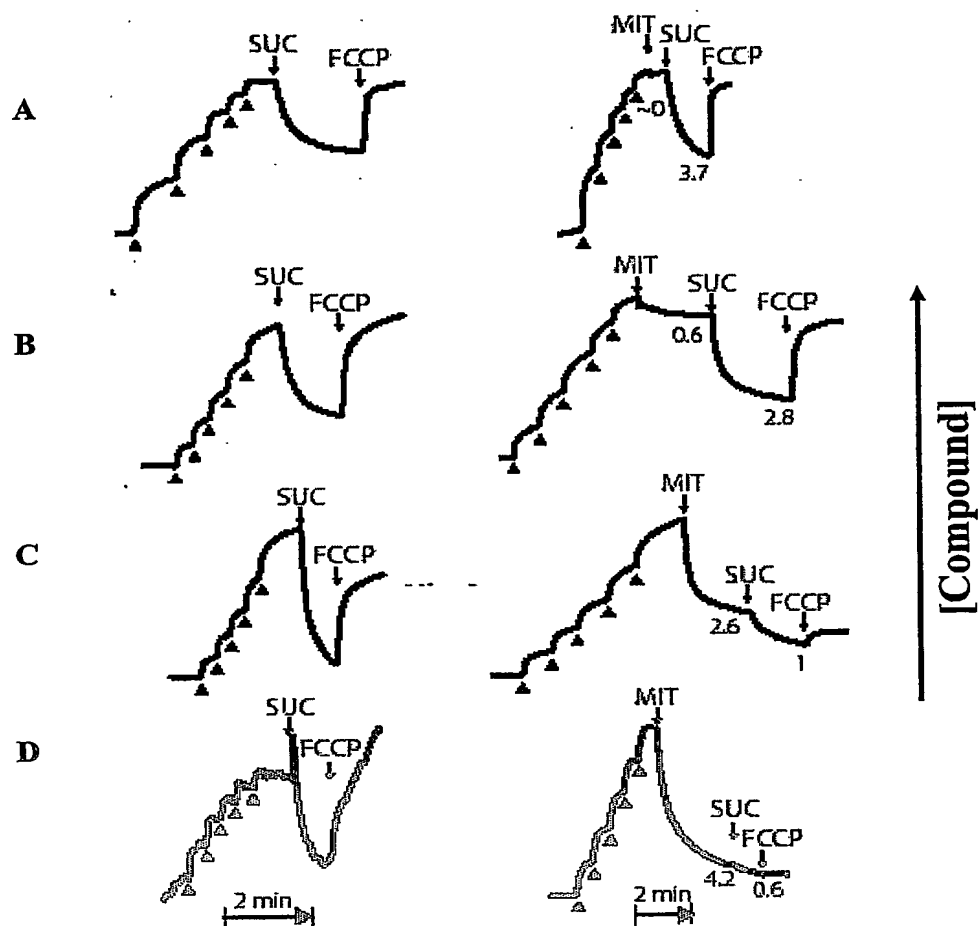 A
SUC
FCCP
MIT
SUC
FCCP
~0
3.7
B
SUC
FCCP
MIT
SUC
FCCP
0.6
2.8
C
SUC
FCCP
MIT
SUC
FCCP
2.6
1
D
SUC
FCCP
MIT
SUC
FCCP
4.2
0.6
2 min
2 min
[Compound]